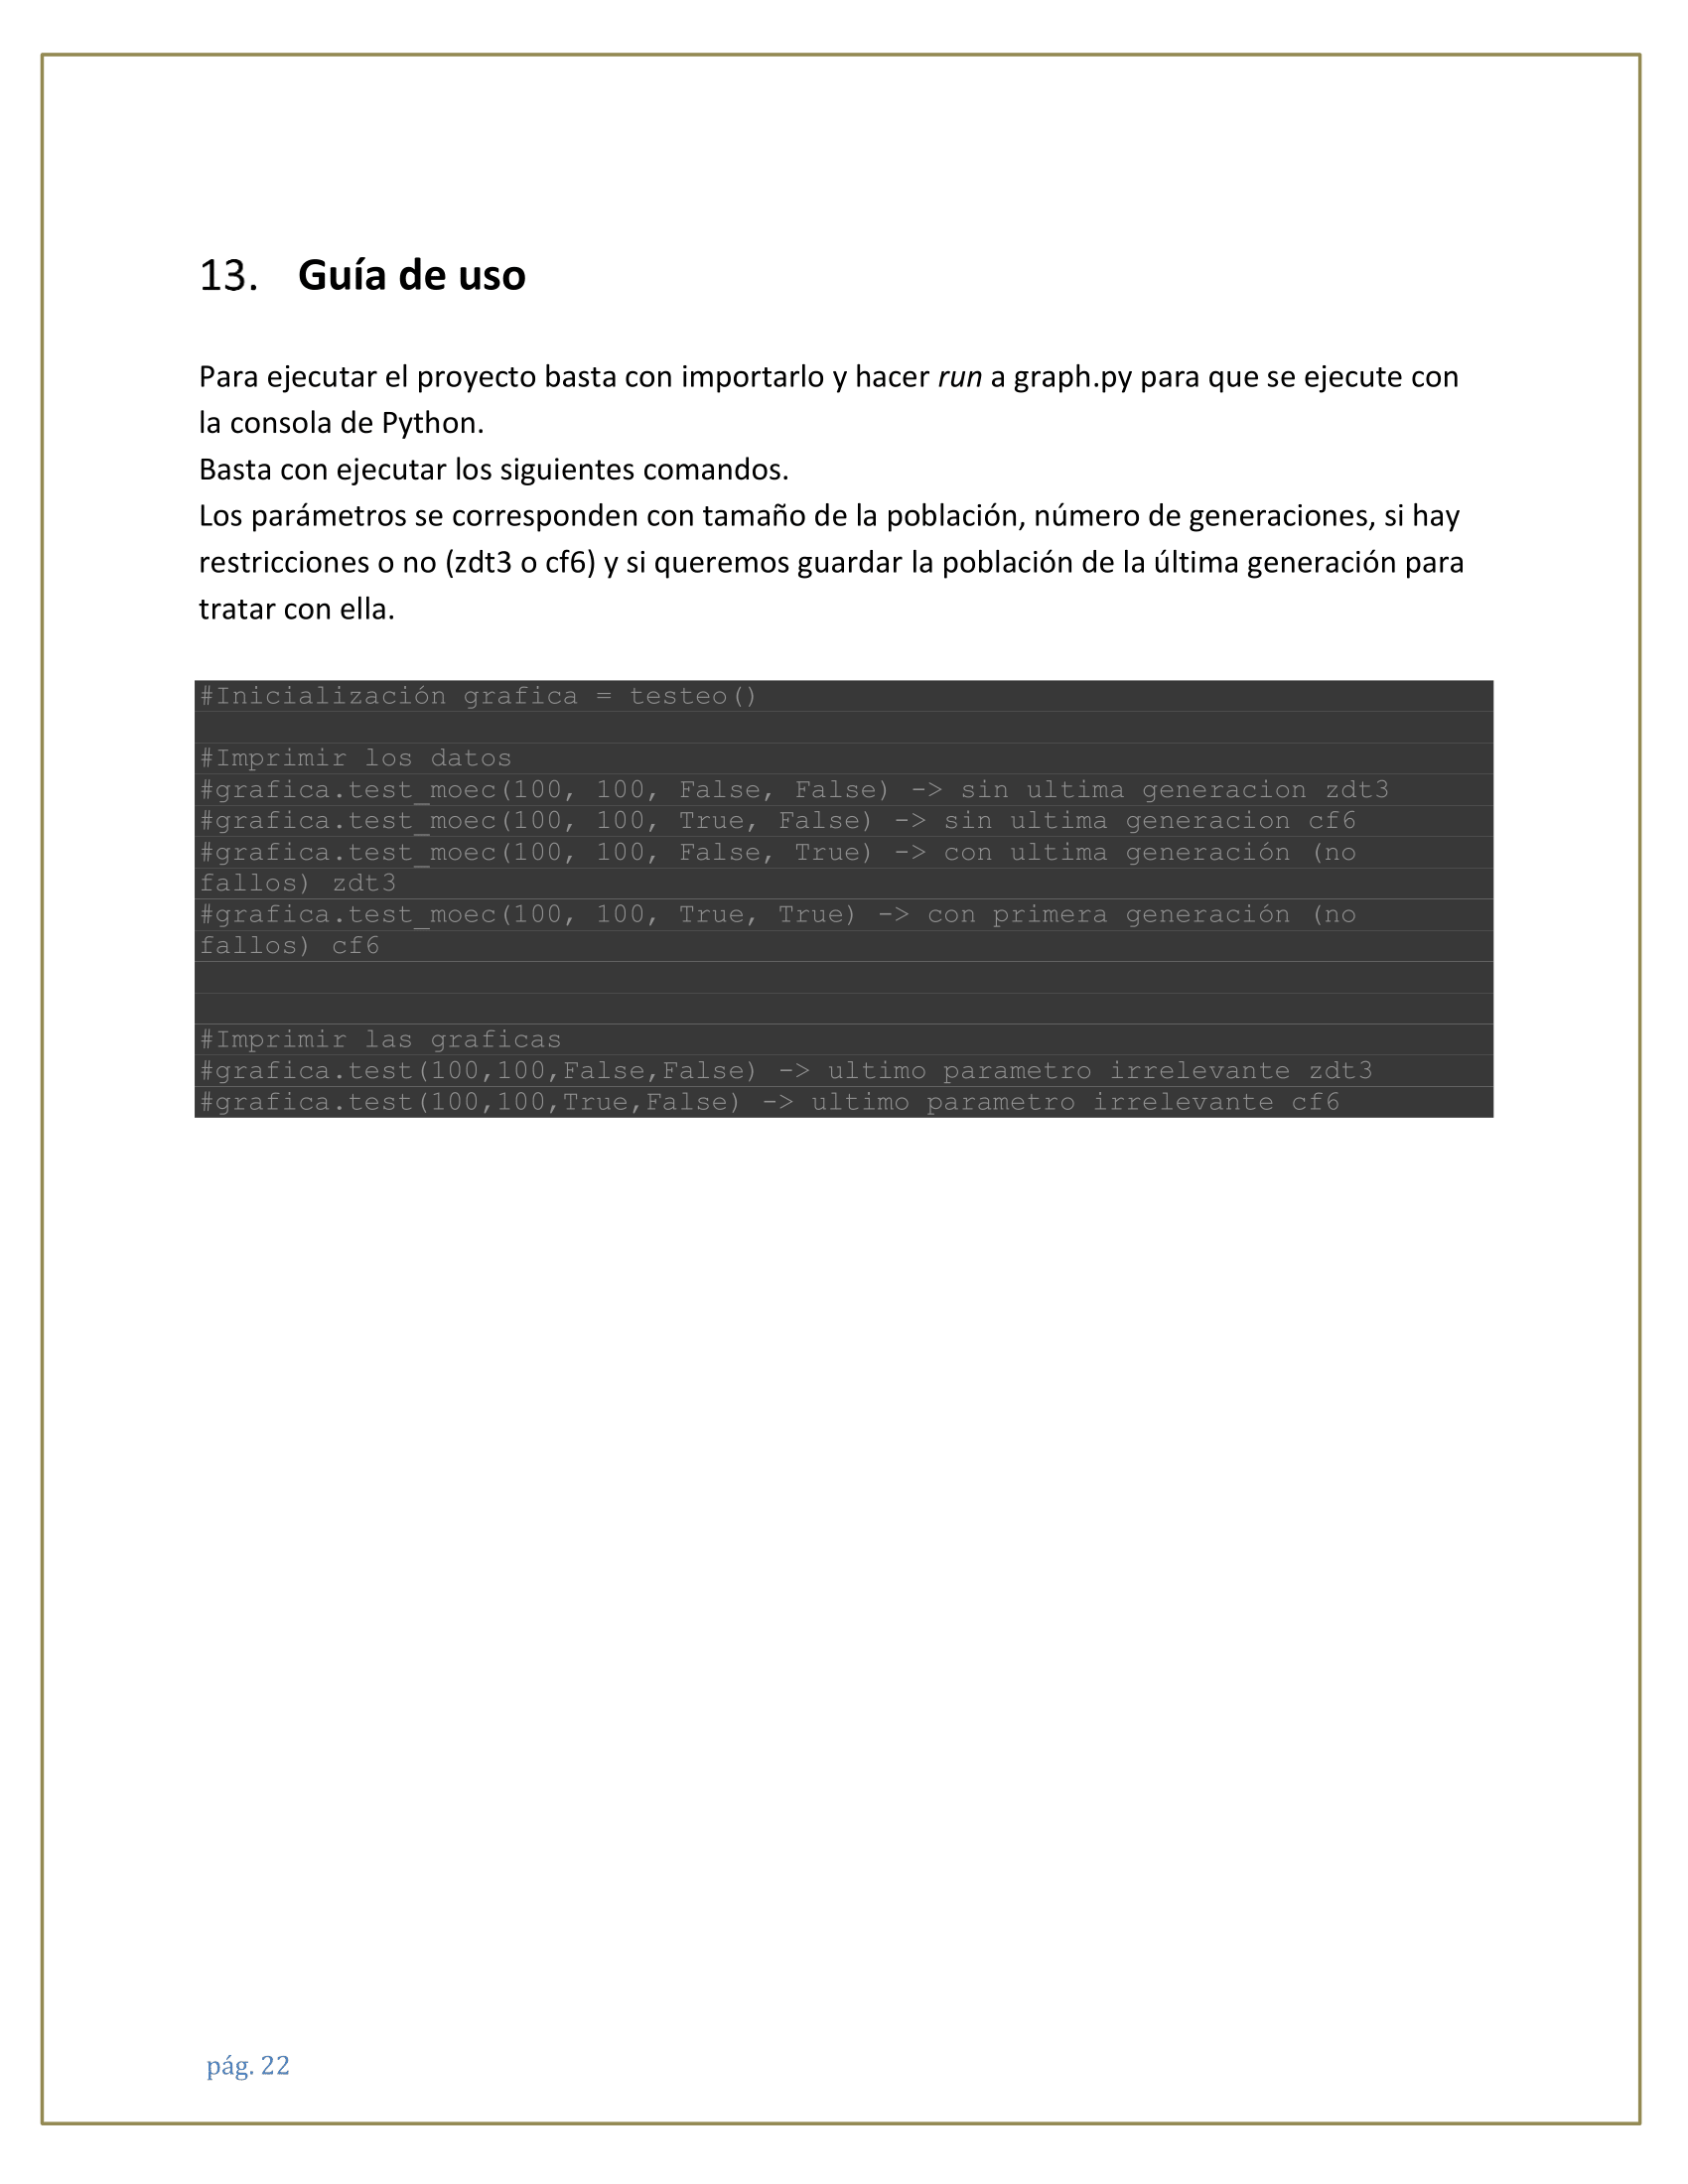 13. Guía de uso
Para ejecutar el proyecto basta con importarlo y hacer run a graph.py para que se ejecute con
la consola de Python.
Basta con ejecutar los siguientes comandos.
Los parámetros se corresponden con tamaño de la población, número de generaciones, si hay
restricciones o no (zdt3 o cf6) y si queremos guardar la población de la última generación para
tratar con ella.
#Inicialización grafica = testeo()
#Imprimir los datos
#grafica.test_moec(100, 100, False, False) -> sin ultima generacion zdt3
#grafica.test_moec(100, 100, True, False) -> sin ultima generacion cf6
#grafica.test_moec(100, 100, False, True) -> con ultima generación (no
fallos) zdt3
#grafica.test_moec(100, 100, True, True) -> con primera generación (no
fallos) cf6
#Imprimir las graficas
#grafica.test(100,100,False,False) -> ultimo parametro irrelevante zdt3
#grafica.test(100,100,True,False) -> ultimo parametro irrelevante cf6
pág. 22